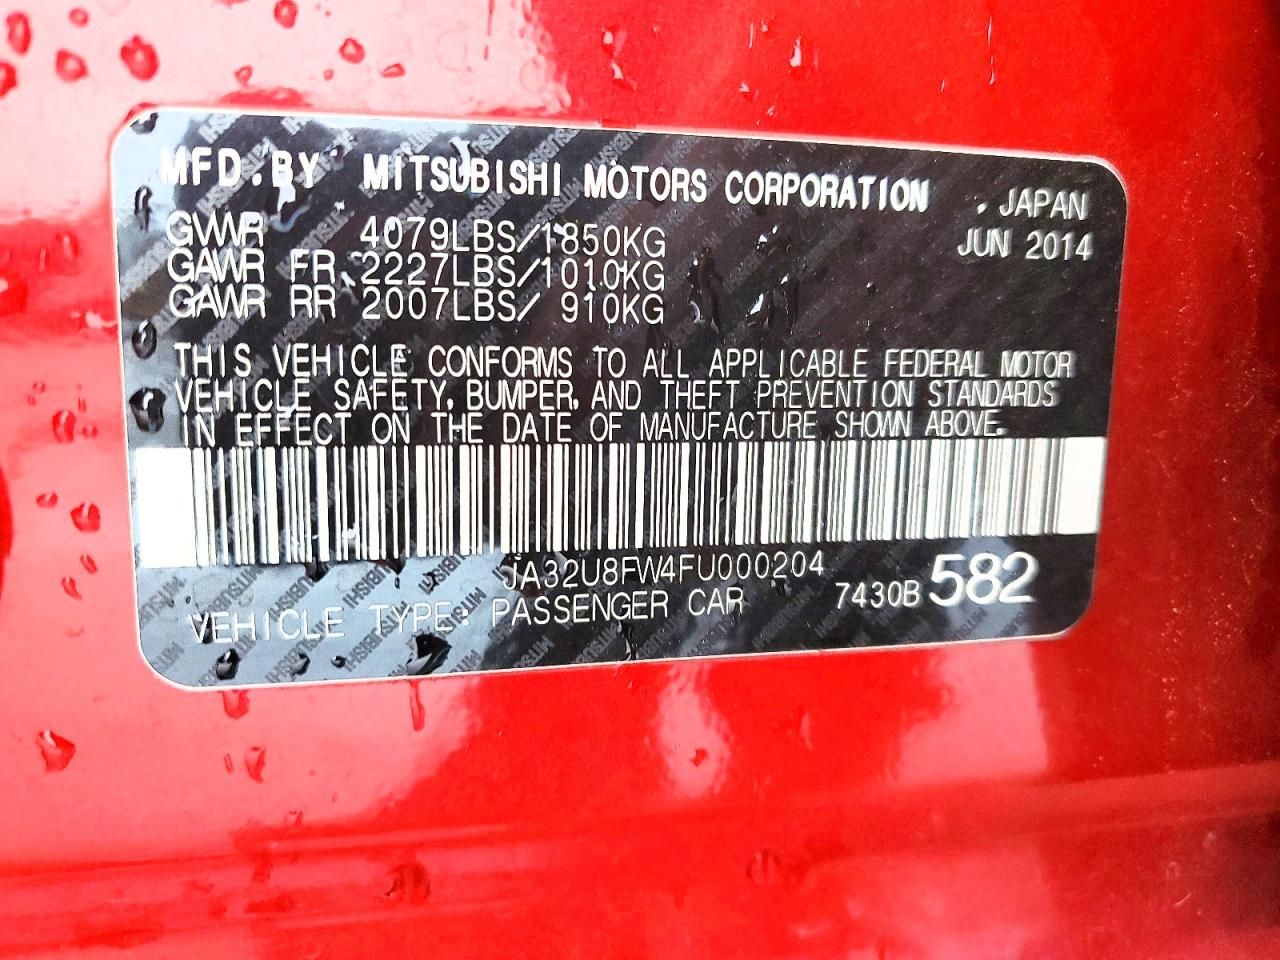 MFD.BY MITSUBISHI MOTORS CORPORATION . JAPAN
JUN 2014
GVWR 4079LBS/1850KG
GAWR FR 2227LBS/1010KG
GAWR RR 2007LBS/ 910KG
THIS VEHICLE CONFORMS TO ALL APPLICABLE FEDERAL MOTOR
VEHICLE SAFETY, BUMPER, AND THEFT PREVENTION STANDARDS
IN EFFECT ON THE DATE OF MANUFACTURE SHOWN ABOVE.
JA32U8FW4FU000204
VEHICLE TYPE: PASSENGER CAR 7430B 582